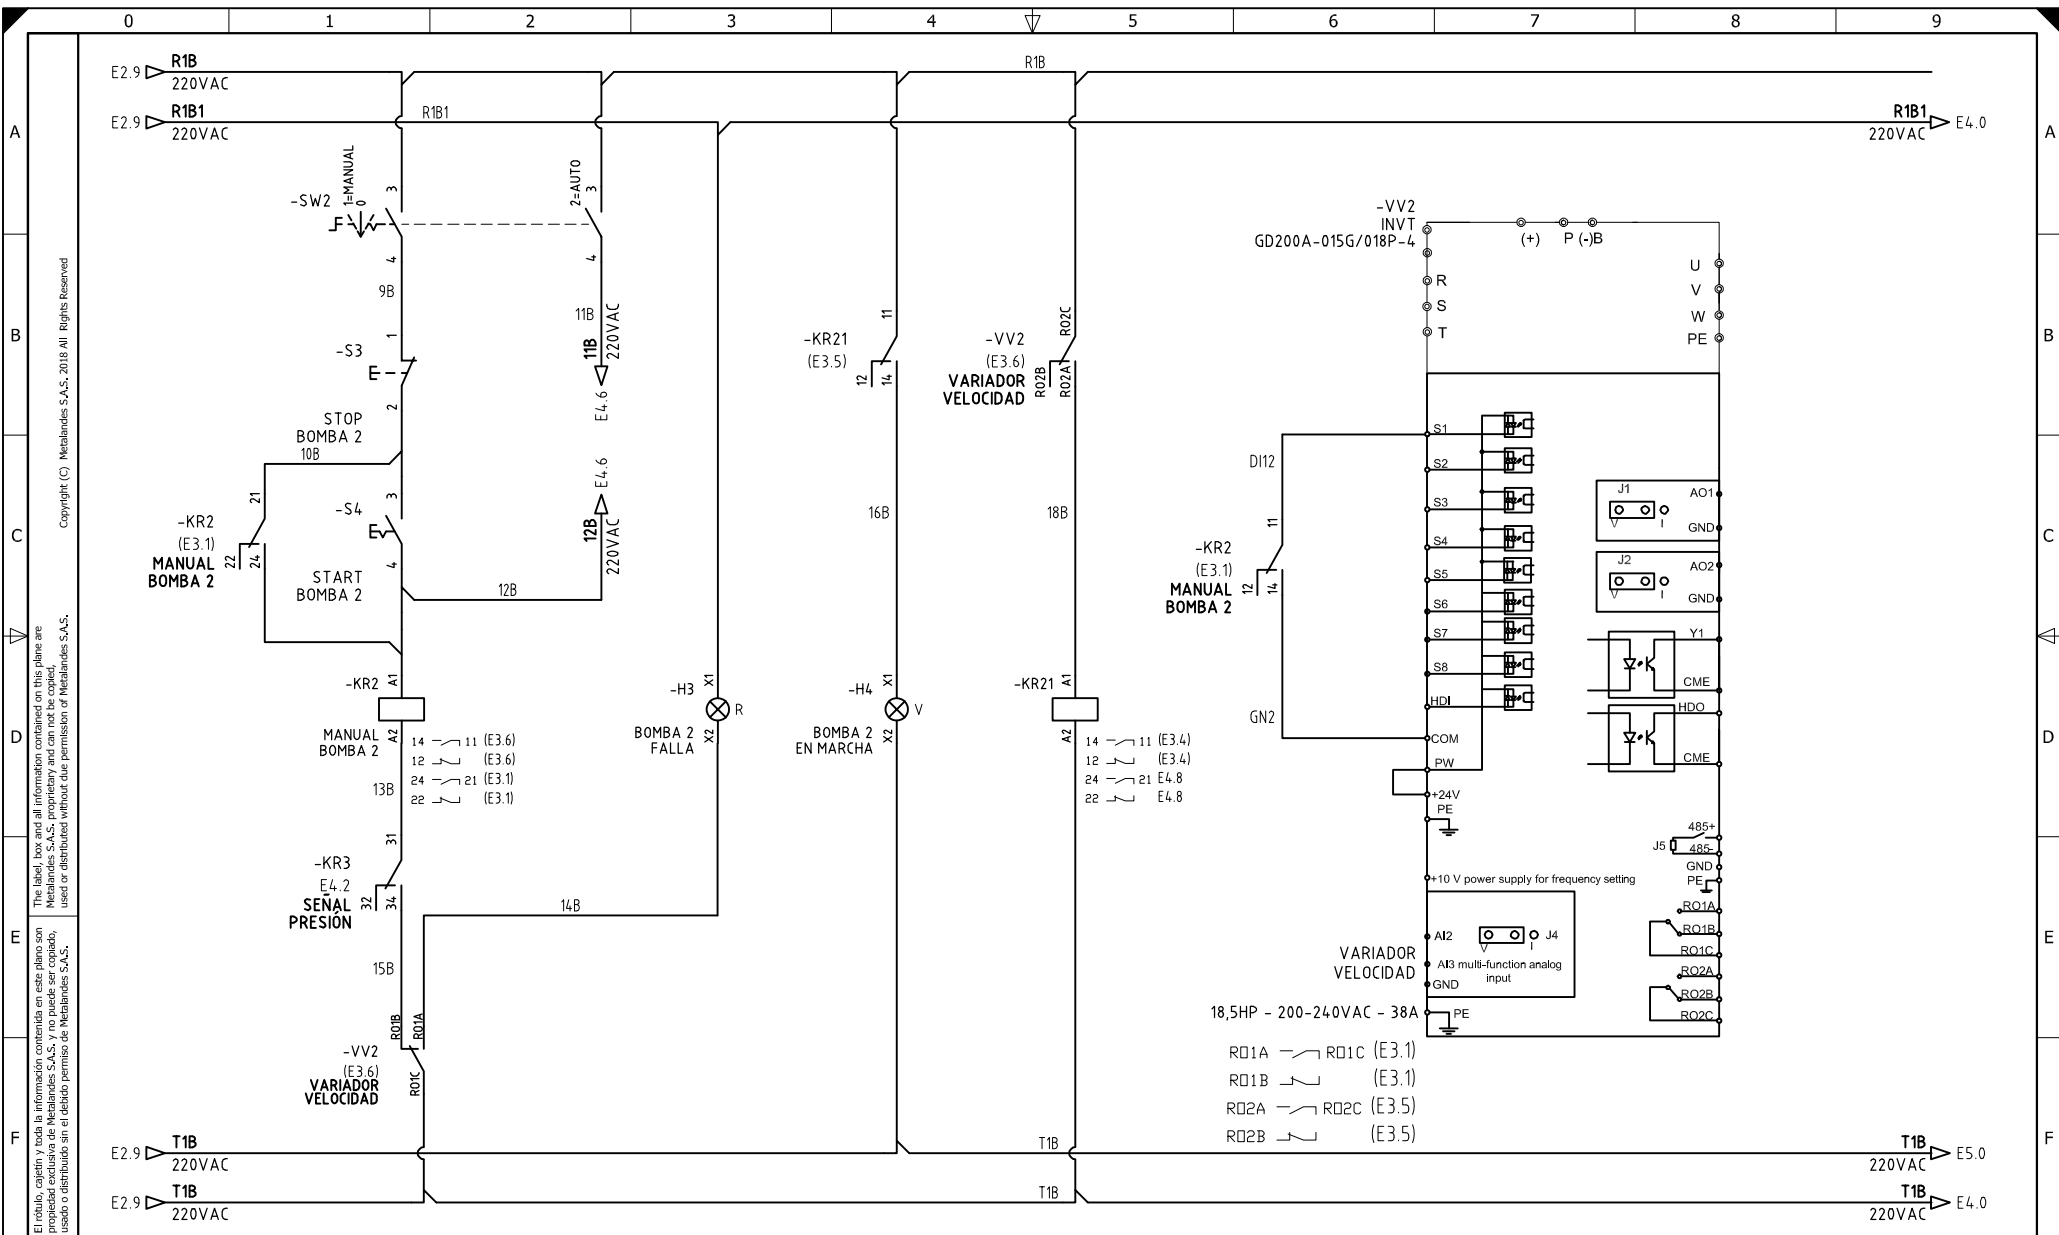 0 1 2 3 4 5 6 7 8 9
A
B
C
D
E
F
A
B
C
D
E
F
Copyright (C) Metalandes S.A.S. 2018 All Rights Reserved
The label, box and all information contained on this plane are
Metalandes S.A.S. proprietary and can not be copied,
used or distributed without due permission of Metalandes S.A.S.
El rótulo, cajetín y toda la información contenida en este plano son
propiedad exclusiva de Metalandes S.A.S. y no puede ser copiado,
usado o distribuido sin el debido permiso de Metalandes S.A.S.
E2.9 R1B
220VAC
R1B
E2.9 R1B1
220VAC
R1B1
R1B1
220VAC
E4.0
-SW2
1=MANUAL
0
3
4
2=AUTO
3
4
9B
11B
11B
220VAC
E4.6
-S3
1
2
STOP
BOMBA 2
10B
-KR2
(E3.1)
MANUAL
BOMBA 2
21
22
24
-S4
3
4
START
BOMBA 2
12B
E4.6
12B
220VAC
-KR2
A1
A2
MANUAL
BOMBA 2
14 11 (E3.6)
12 (E3.6)
24 21 (E3.1)
22 (E3.1)
13B
-KR3
E4.2
SEÑAL
PRESIÓN
31
32
34
15B
14B
RO1B
RO1A
-VV2
(E3.6)
VARIADOR
VELOCIDAD
RO1C
-H3
X1
R
X2
BOMBA 2
FALLA
-KR21
(E3.5)
11
12
14
16B
-H4
X1
V
X2
BOMBA 2
EN MARCHA
-VV2
(E3.6)
VARIADOR
VELOCIDAD
RO2C
RO2B
RO2A
18B
-KR21
A1
A2
14 11 (E3.4)
12 (E3.4)
24 21 E4.8
22 E4.8
DI12
-KR2
(E3.1)
MANUAL
BOMBA 2
11
12
14
GN2
-VV2
INVT
GD200A-015G/018P-4
(+) P (-)B
R
S
T
U
V
W
PE
S1
S2
S3
S4
S5
S6
S7
S8
HDI
COM
PW
+24V
PE
J1
V I
AO1
GND
J2
V I
AO2
GND
Y1
CME
HDO
CME
485+
J5
485-
GND
PE
+10 V power supply for frequency setting
AI2
J4
V I
AI3 multi-function analog
input
GND
PE
RO1A
RO1B
RO1C
RO2A
RO2B
RO2C
VARIADOR
VELOCIDAD
18,5HP - 200-240VAC - 38A
RO1A RO1C (E3.1)
RO1B (E3.1)
RO2A RO2C (E3.5)
RO2B (E3.5)
E2.9 T1B
220VAC
T1B
T1B
220VAC
E5.0
E2.9 T1B
220VAC
T1B
T1B
220VAC
E4.0